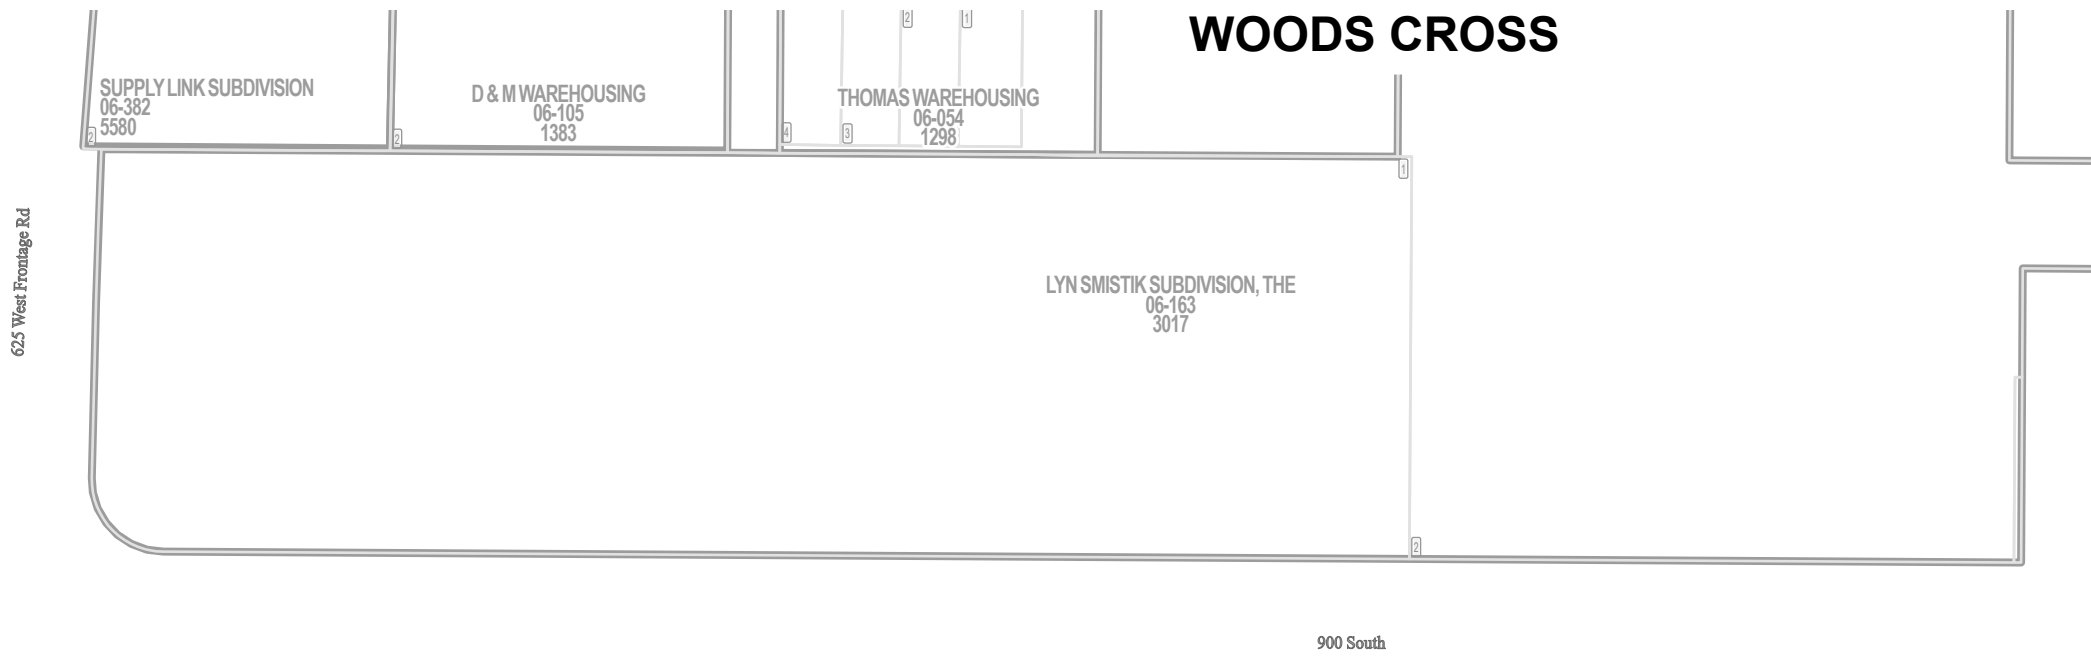 2
1
WOODS CROSS
SUPPLY LINK SUBDIVISION
06-382
5580
D & M WAREHOUSING
06-105
1383
THOMAS WAREHOUSING
06-054
1298
2
2
4
3
1
625 West Frontage Rd
LYN SMISTIK SUBDIVISION, THE
06-163
3017
2
900 South